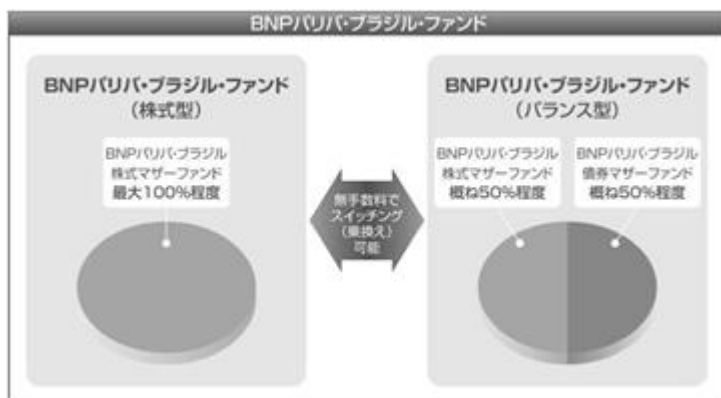 BNPパリバ・ブラジル・ファンド
BNPパリバ・ブラジル・ファンド
(株式型)
BNPパリバ・ブラジル
株式マザーファンド
最大100%程度
無手数料で
スイッチング
(乗換え)
可能
BNPパリバ・ブラジル・ファンド
(バランス型)
BNPパリバ・ブラジル
株式マザーファンド
概ね50%程度
BNPパリバ・ブラジル
債券マザーファンド
概ね50%程度